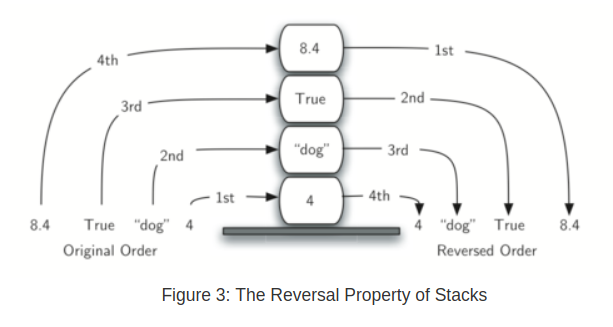 4th 8.4 1st
3rd True 2nd
2nd “dog” 3rd
1st 4 4th
8.4 True “dog” 4 4 “dog” True 8.4
Original Order Reversed Order
Figure 3: The Reversal Property of Stacks